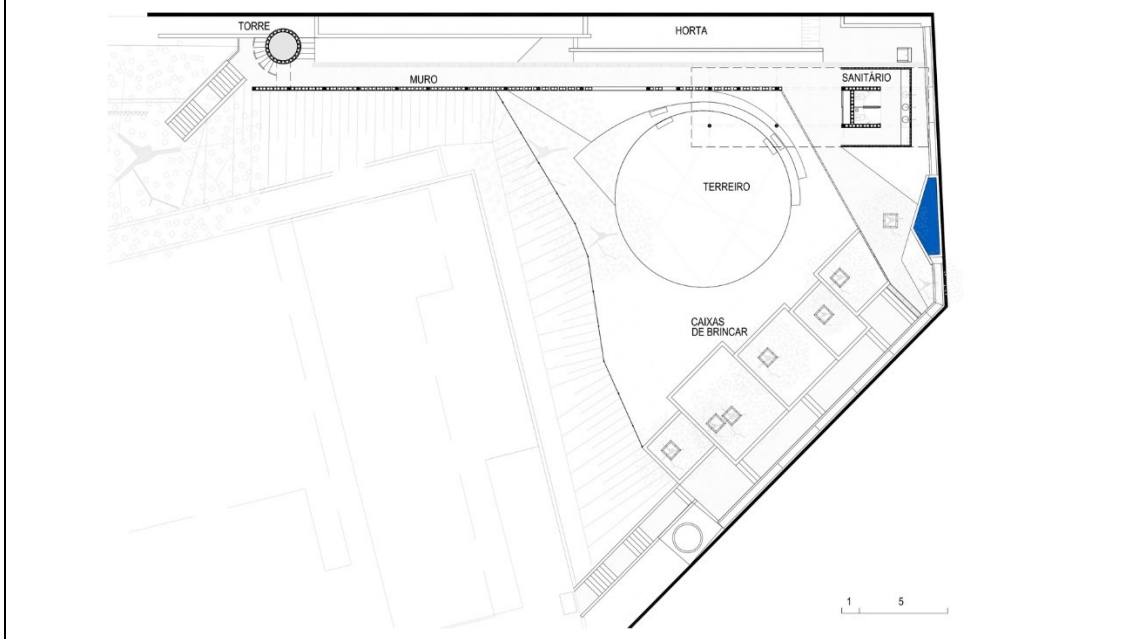 TORRE
HORTA
MURO
SANITÁRIO
TERREIRO
CAIXAS
DE BRINCAR
1 5